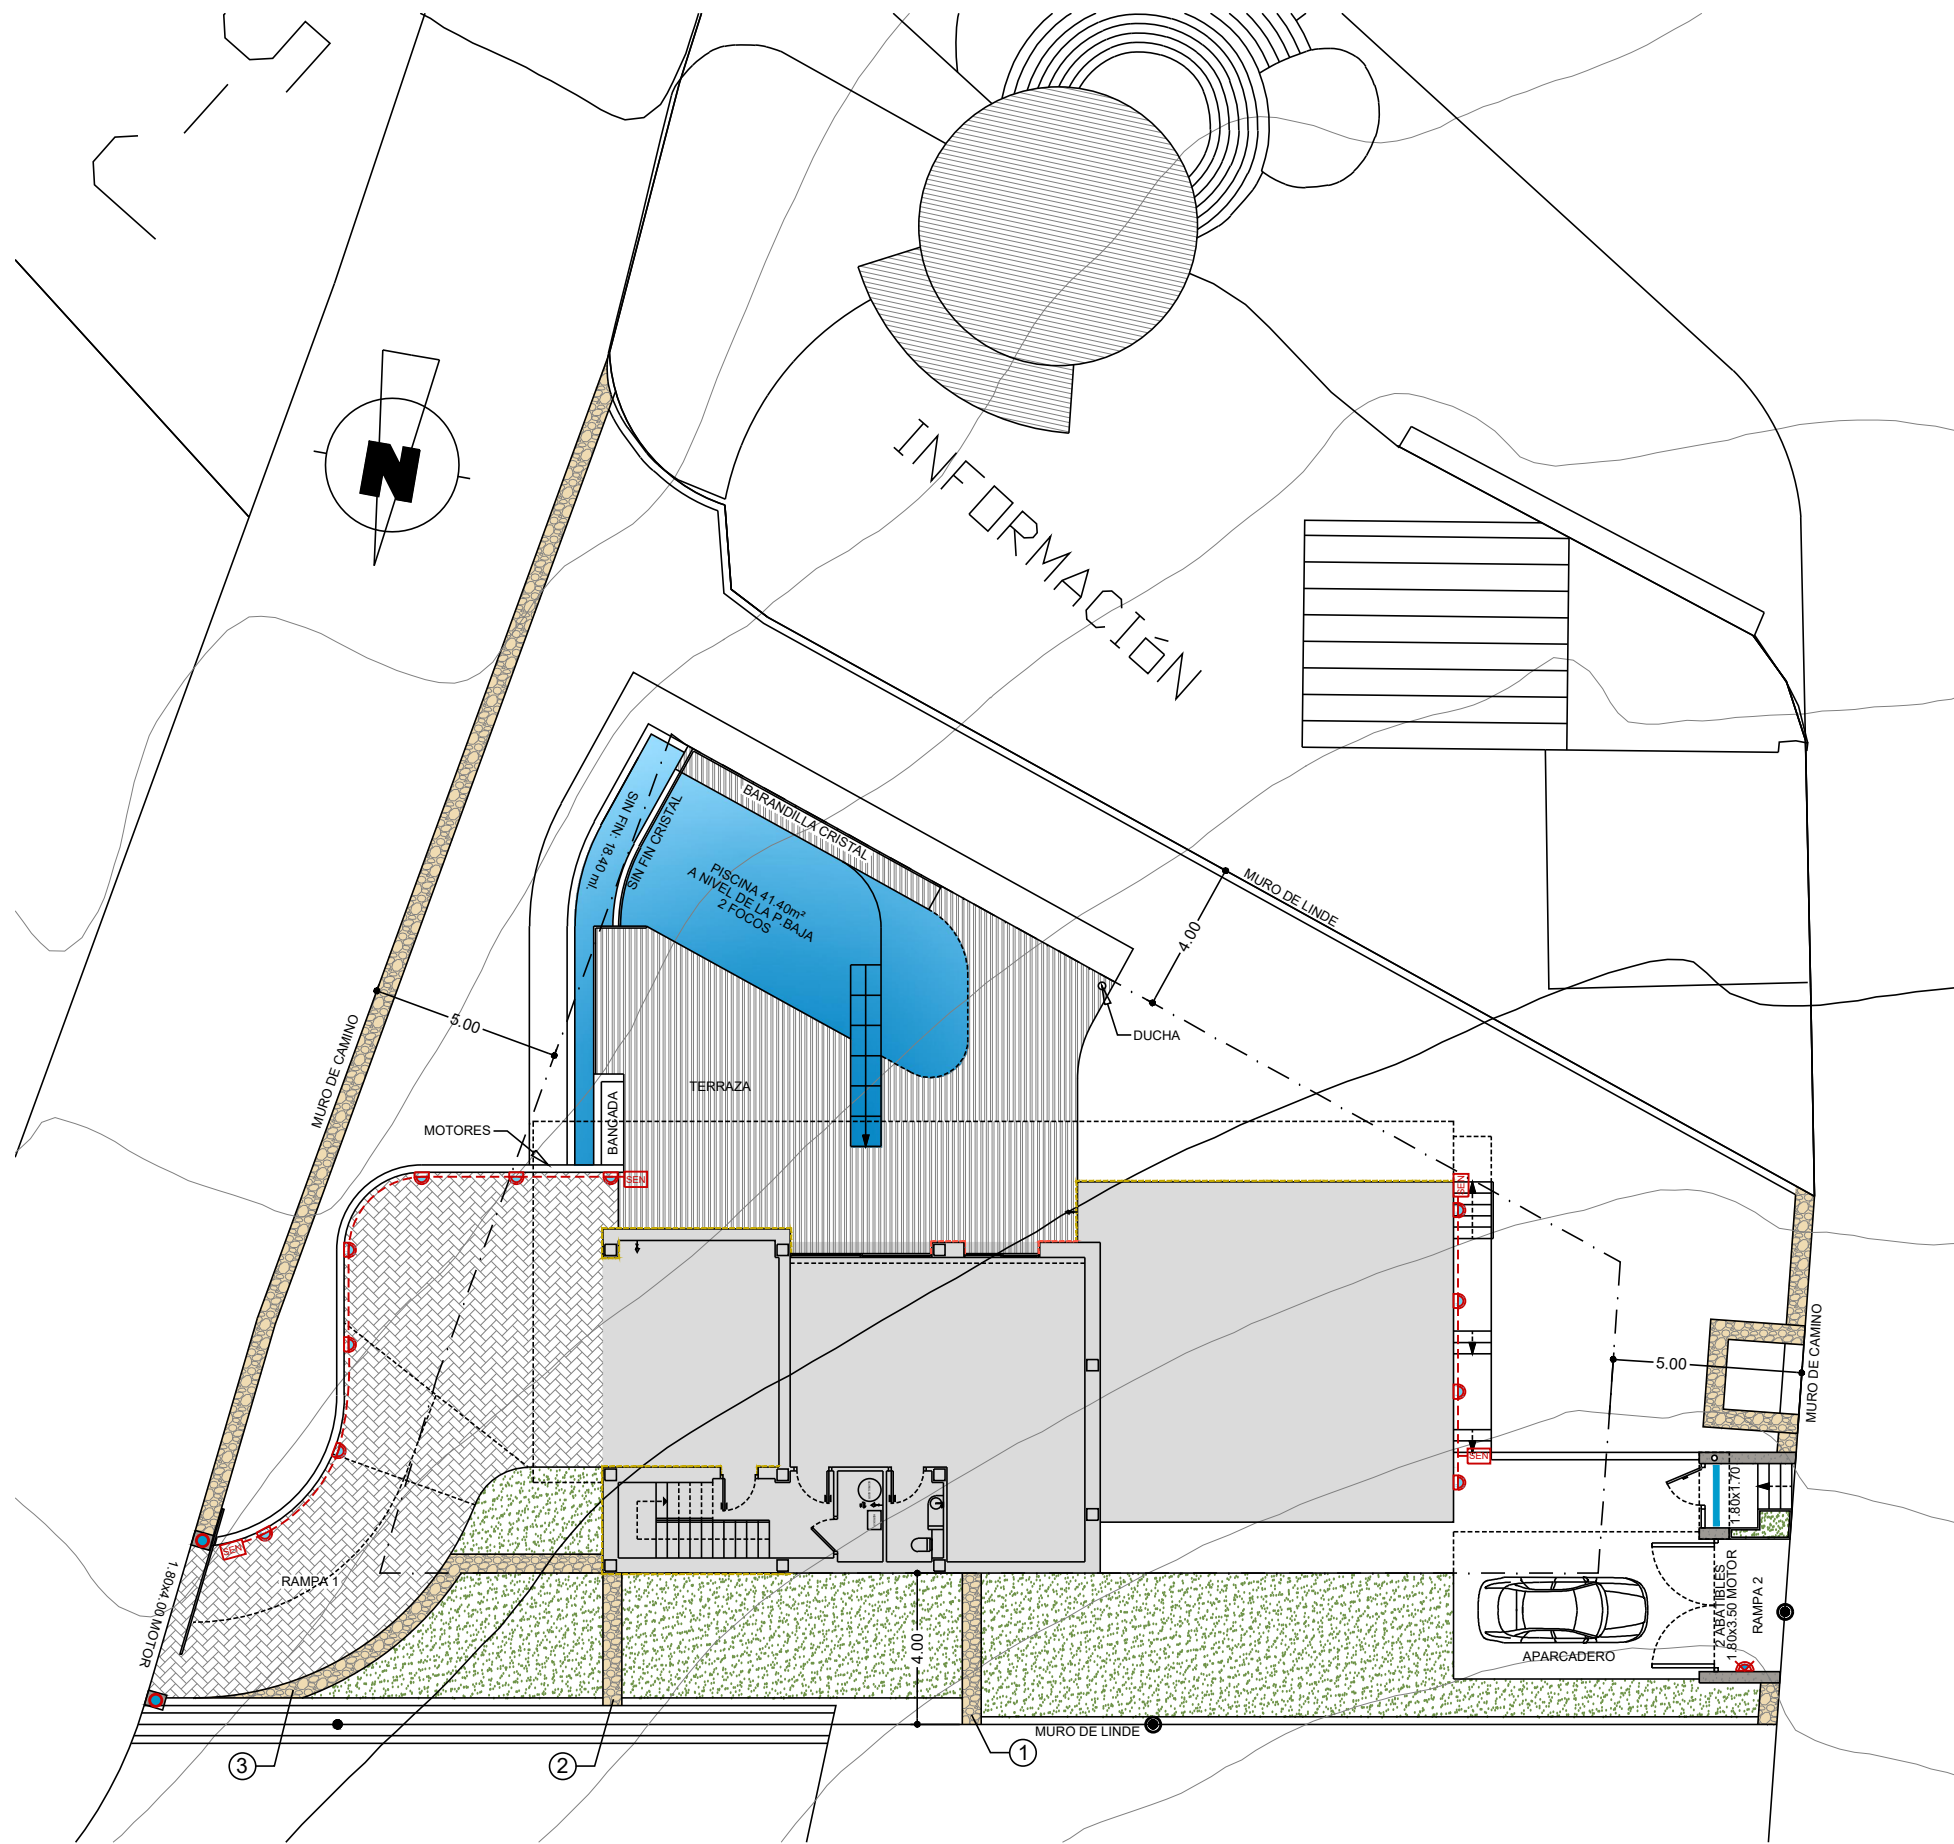 N
INFORMACIÓN
SIN FIN: 18.40 ml.
SIN FIN CRISTAL
BARANDILLA CRISTAL
PISCINA 41.40m²
A NIVEL DE LA P.BAJA
2 FOCOS
MURO DE LINDE
4.00
5.00
DUCHA
MURO DE CAMINO
TERRAZA
BANCADA
MOTORES
SEN
SEN
5.00
MURO DE CAMINO
SEN
1.80x1.70
SEN
RAMPA 1
1.80x4.00 MOTOR
2 ABATIBLES
1.80x3.50 MOTOR
RAMPA 2
APARCADERO
4.00
MURO DE LINDE
1
2
3